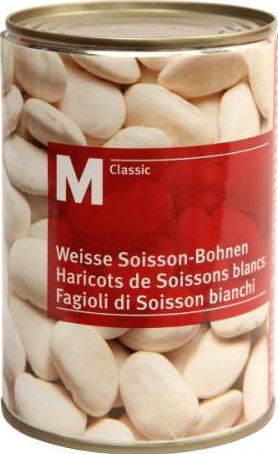 M Classic
Weisse Soisson-Bohnen
Haricots de Soissons blancs
Fagioli di Soisson bianchi